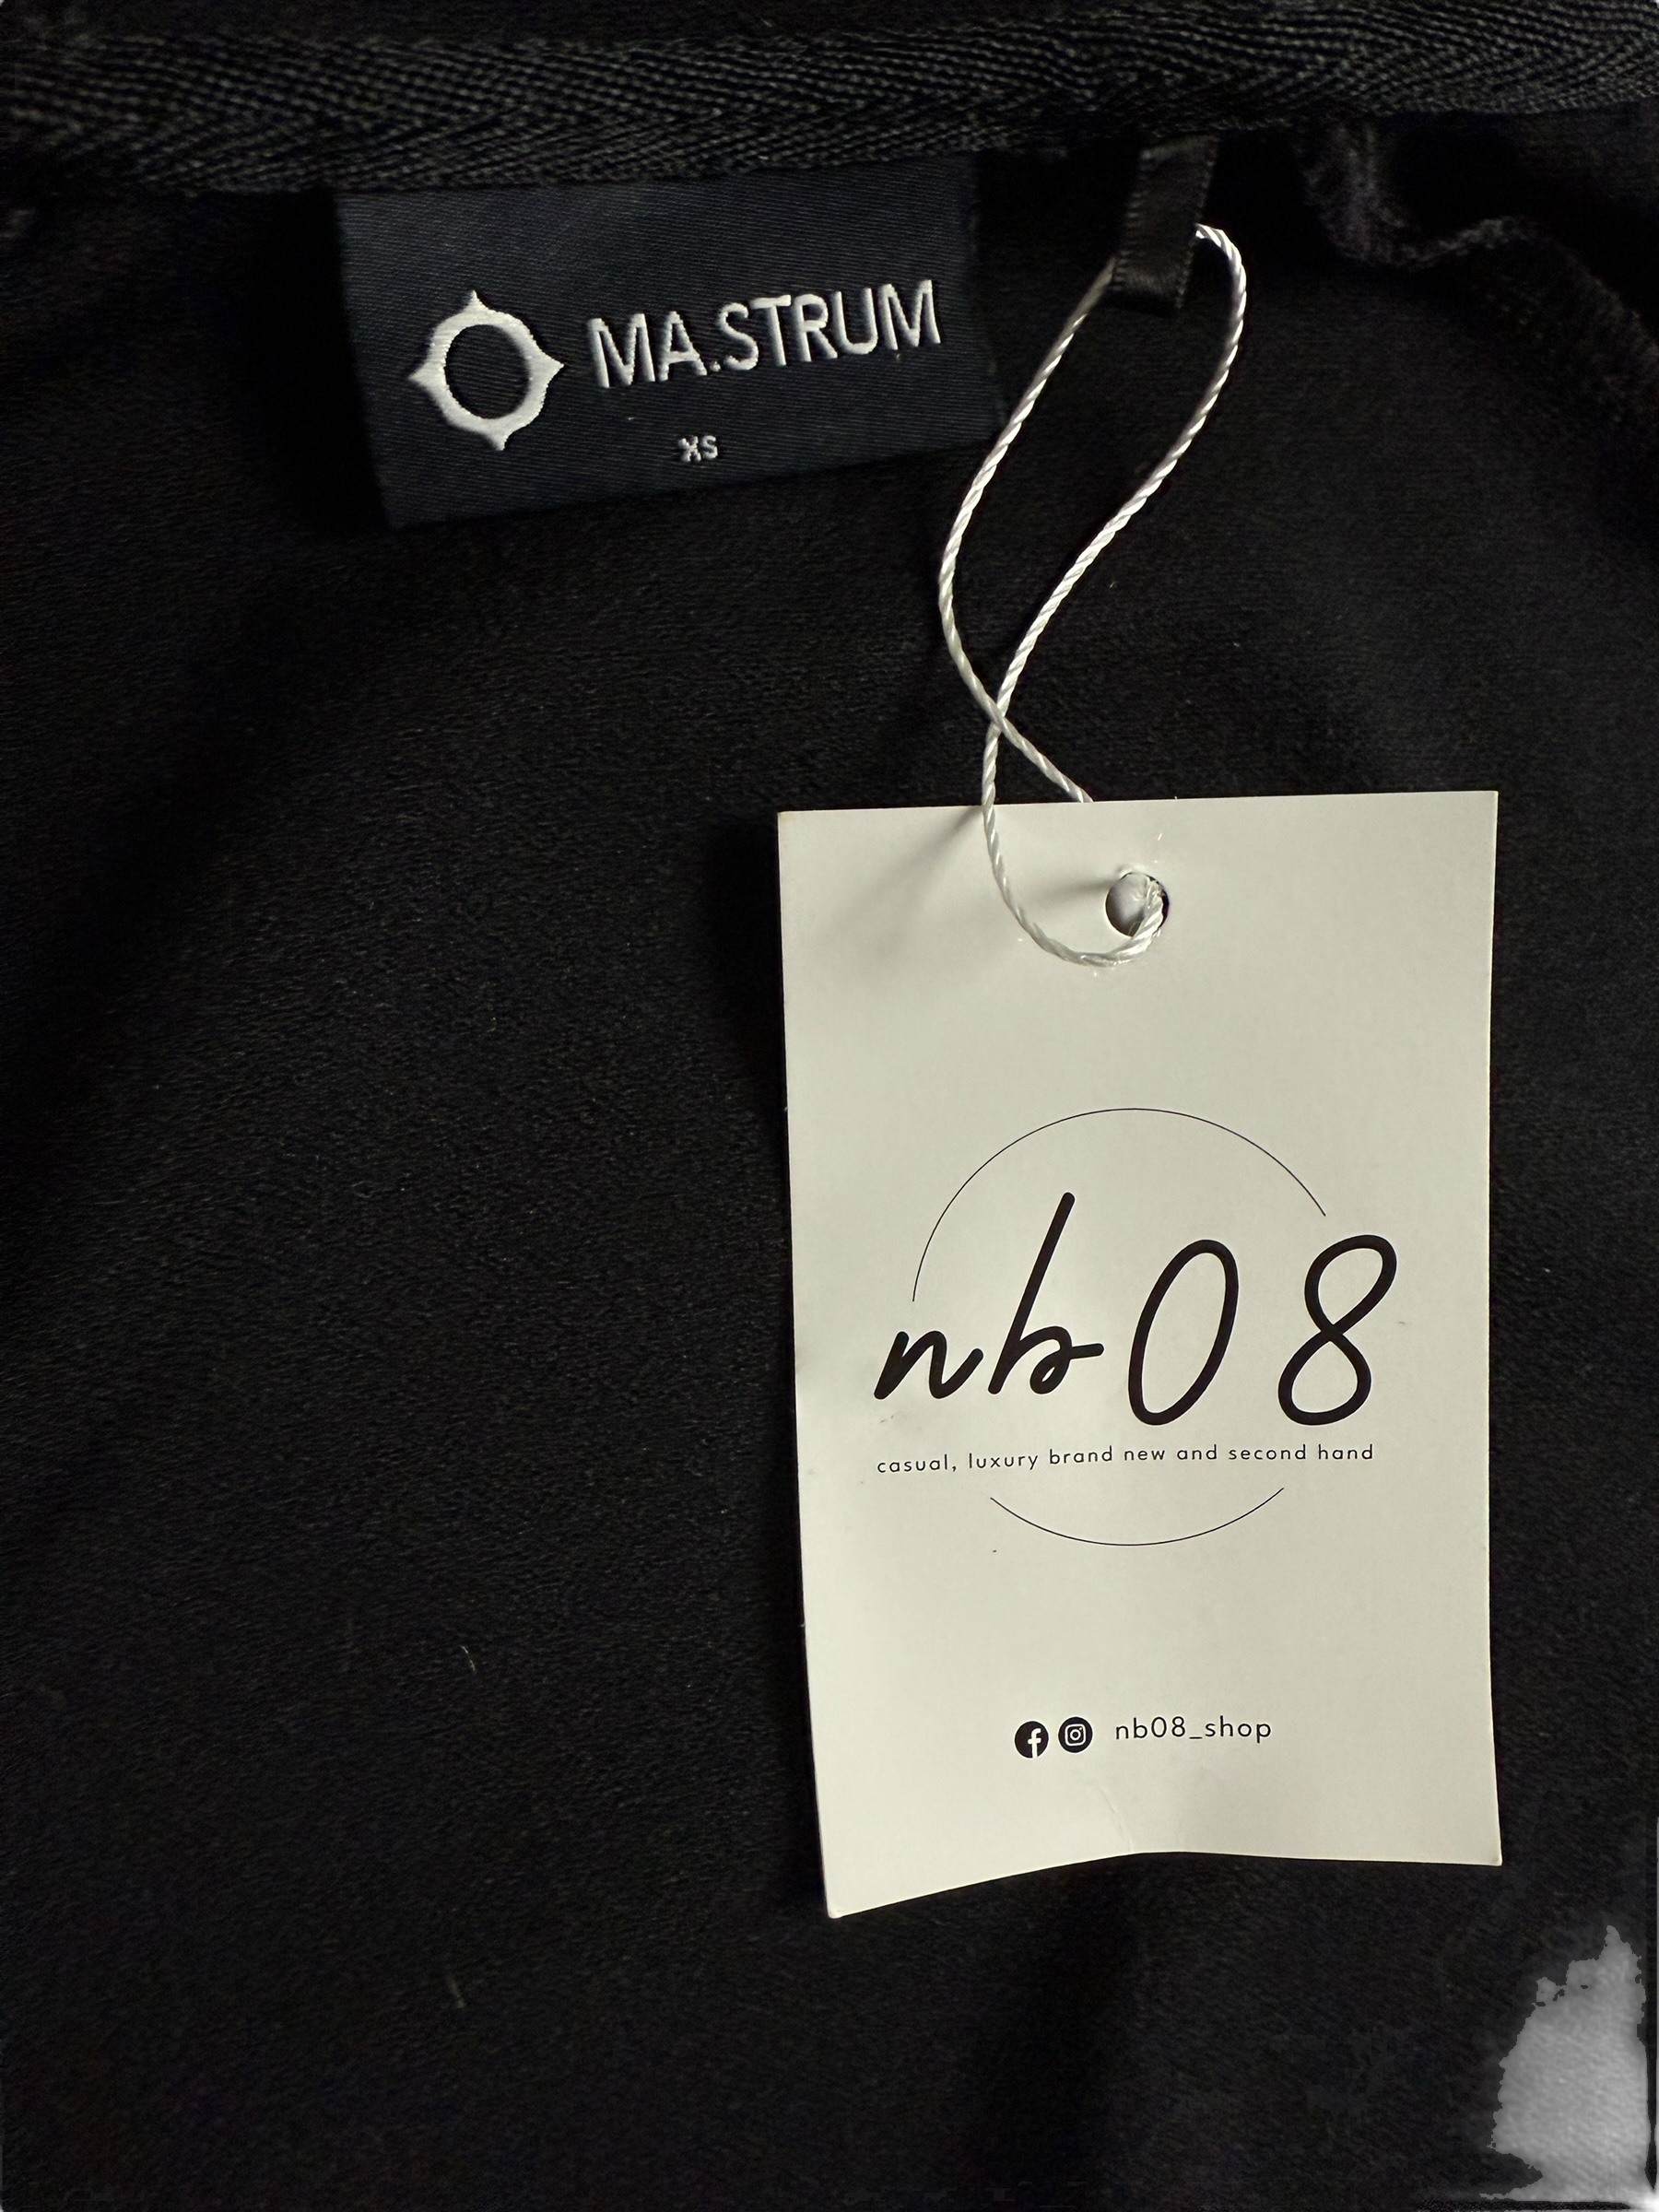 MA.STRUM
XS
nb08
casual, luxury brand new and second hand
nb08_shop